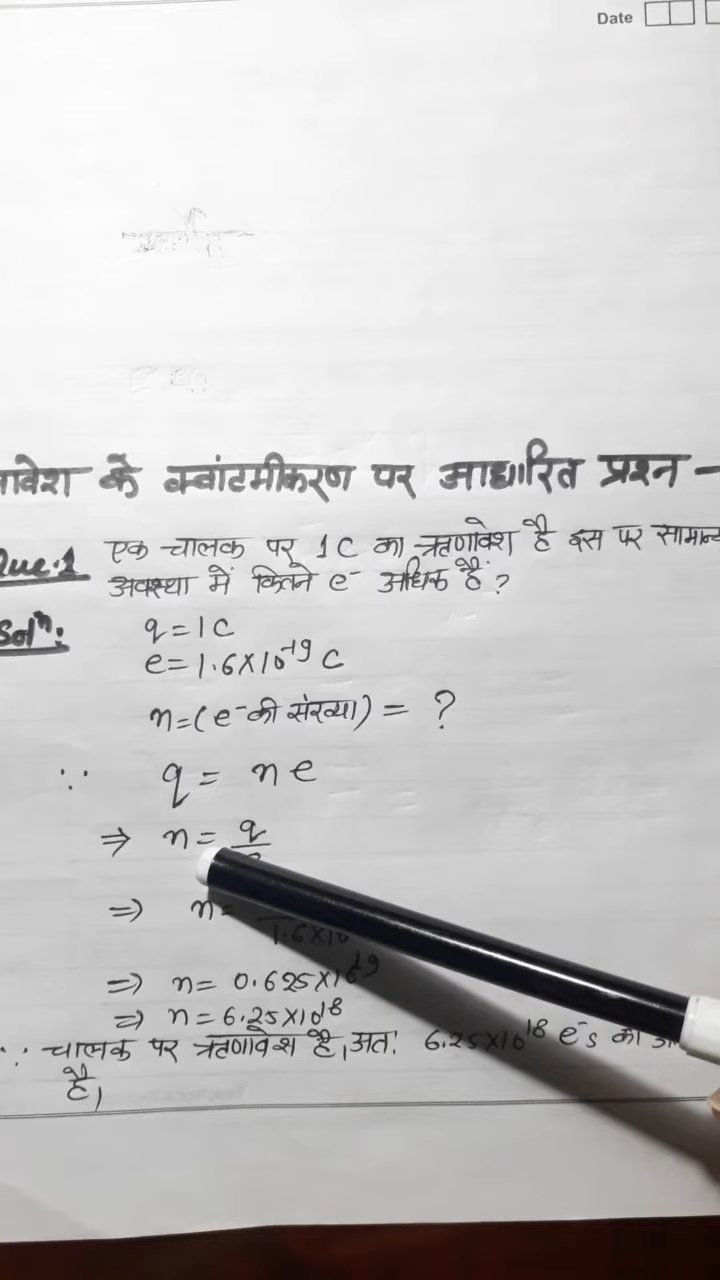 Date
के क्वांटमीकरण पर आधारित प्रश्न -
Que.1 एक चालक पर 1C का ऋणावेश है इस पर
अवस्था में कितने e⁻ अधिक हैं?
Solⁿ: q = 1C
e = 1.6×10⁻¹⁹ C
n = (e⁻ की संख्या) = ?
∵ q = ne
⇒ n = q
⇒ n =
1.6×10
⇒ n = 0.625×10¹⁹
⇒ n = 6.25×10¹⁸
∵ चालक पर ऋणावेश है, अतः 6.25×10¹⁸ e⁻s
है,